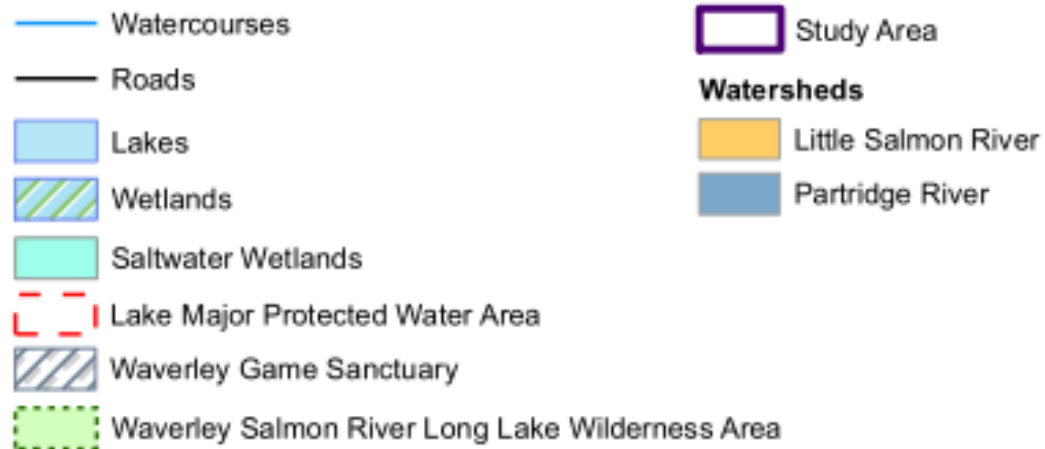 Watercourses
Roads
Lakes
Wetlands
Saltwater Wetlands
Lake Major Protected Water Area
Waverley Game Sanctuary
Waverley Salmon River Long Lake Wilderness Area
Study Area
Watersheds
Little Salmon River
Partridge River